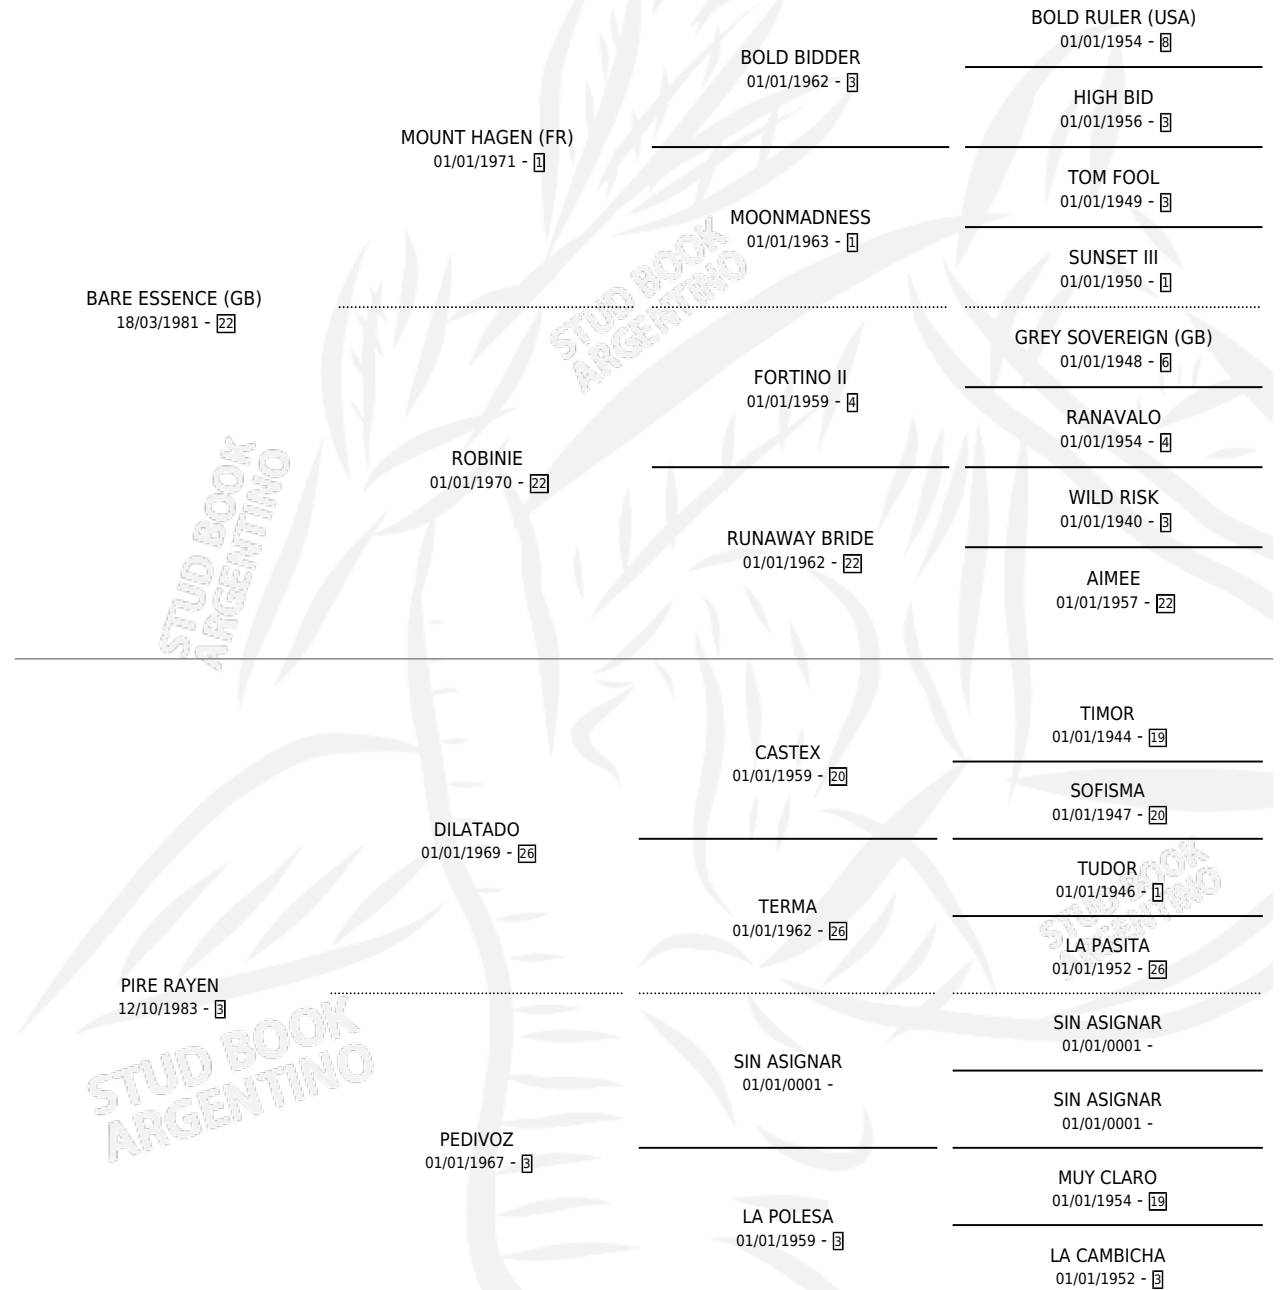 BOLD RULER (USA)
01/01/1954 - 8
BOLD BIDDER
01/01/1962 - 3
HIGH BID
01/01/1956 - 3
MOUNT HAGEN (FR)
01/01/1971 - 1
TOM FOOL
01/01/1949 - 3
MOONMADNESS
01/01/1963 - 1
SUNSET III
01/01/1950 - 1
BARE ESSENCE (GB)
18/03/1981 - 22
GREY SOVEREIGN (GB)
01/01/1948 - 6
FORTINO II
01/01/1959 - 4
RANAVALO
01/01/1954 - 4
ROBINIE
01/01/1970 - 22
WILD RISK
01/01/1940 - 3
RUNAWAY BRIDE
01/01/1962 - 22
AIMEE
01/01/1957 - 22
STUD BOOK
ARGENTINO
STUD BOOK
ARGENTINO
TIMOR
01/01/1944 - 19
CASTEX
01/01/1959 - 20
SOFISMA
01/01/1947 - 20
DILATADO
01/01/1969 - 26
TUDOR
01/01/1946 - 1
TERMA
01/01/1962 - 26
LA PASITA
01/01/1952 - 26
PIRE RAYEN
12/10/1983 - 3
SIN ASIGNAR
01/01/0001 -
SIN ASIGNAR
01/01/0001 -
SIN ASIGNAR
01/01/0001 -
PEDIVOZ
01/01/1967 - 3
MUY CLARO
01/01/1954 - 19
LA POLESA
01/01/1959 - 3
LA CAMBICHA
01/01/1952 - 3
STUD BOOK
ARGENTINO
STUD BOOK
ARGENTINO